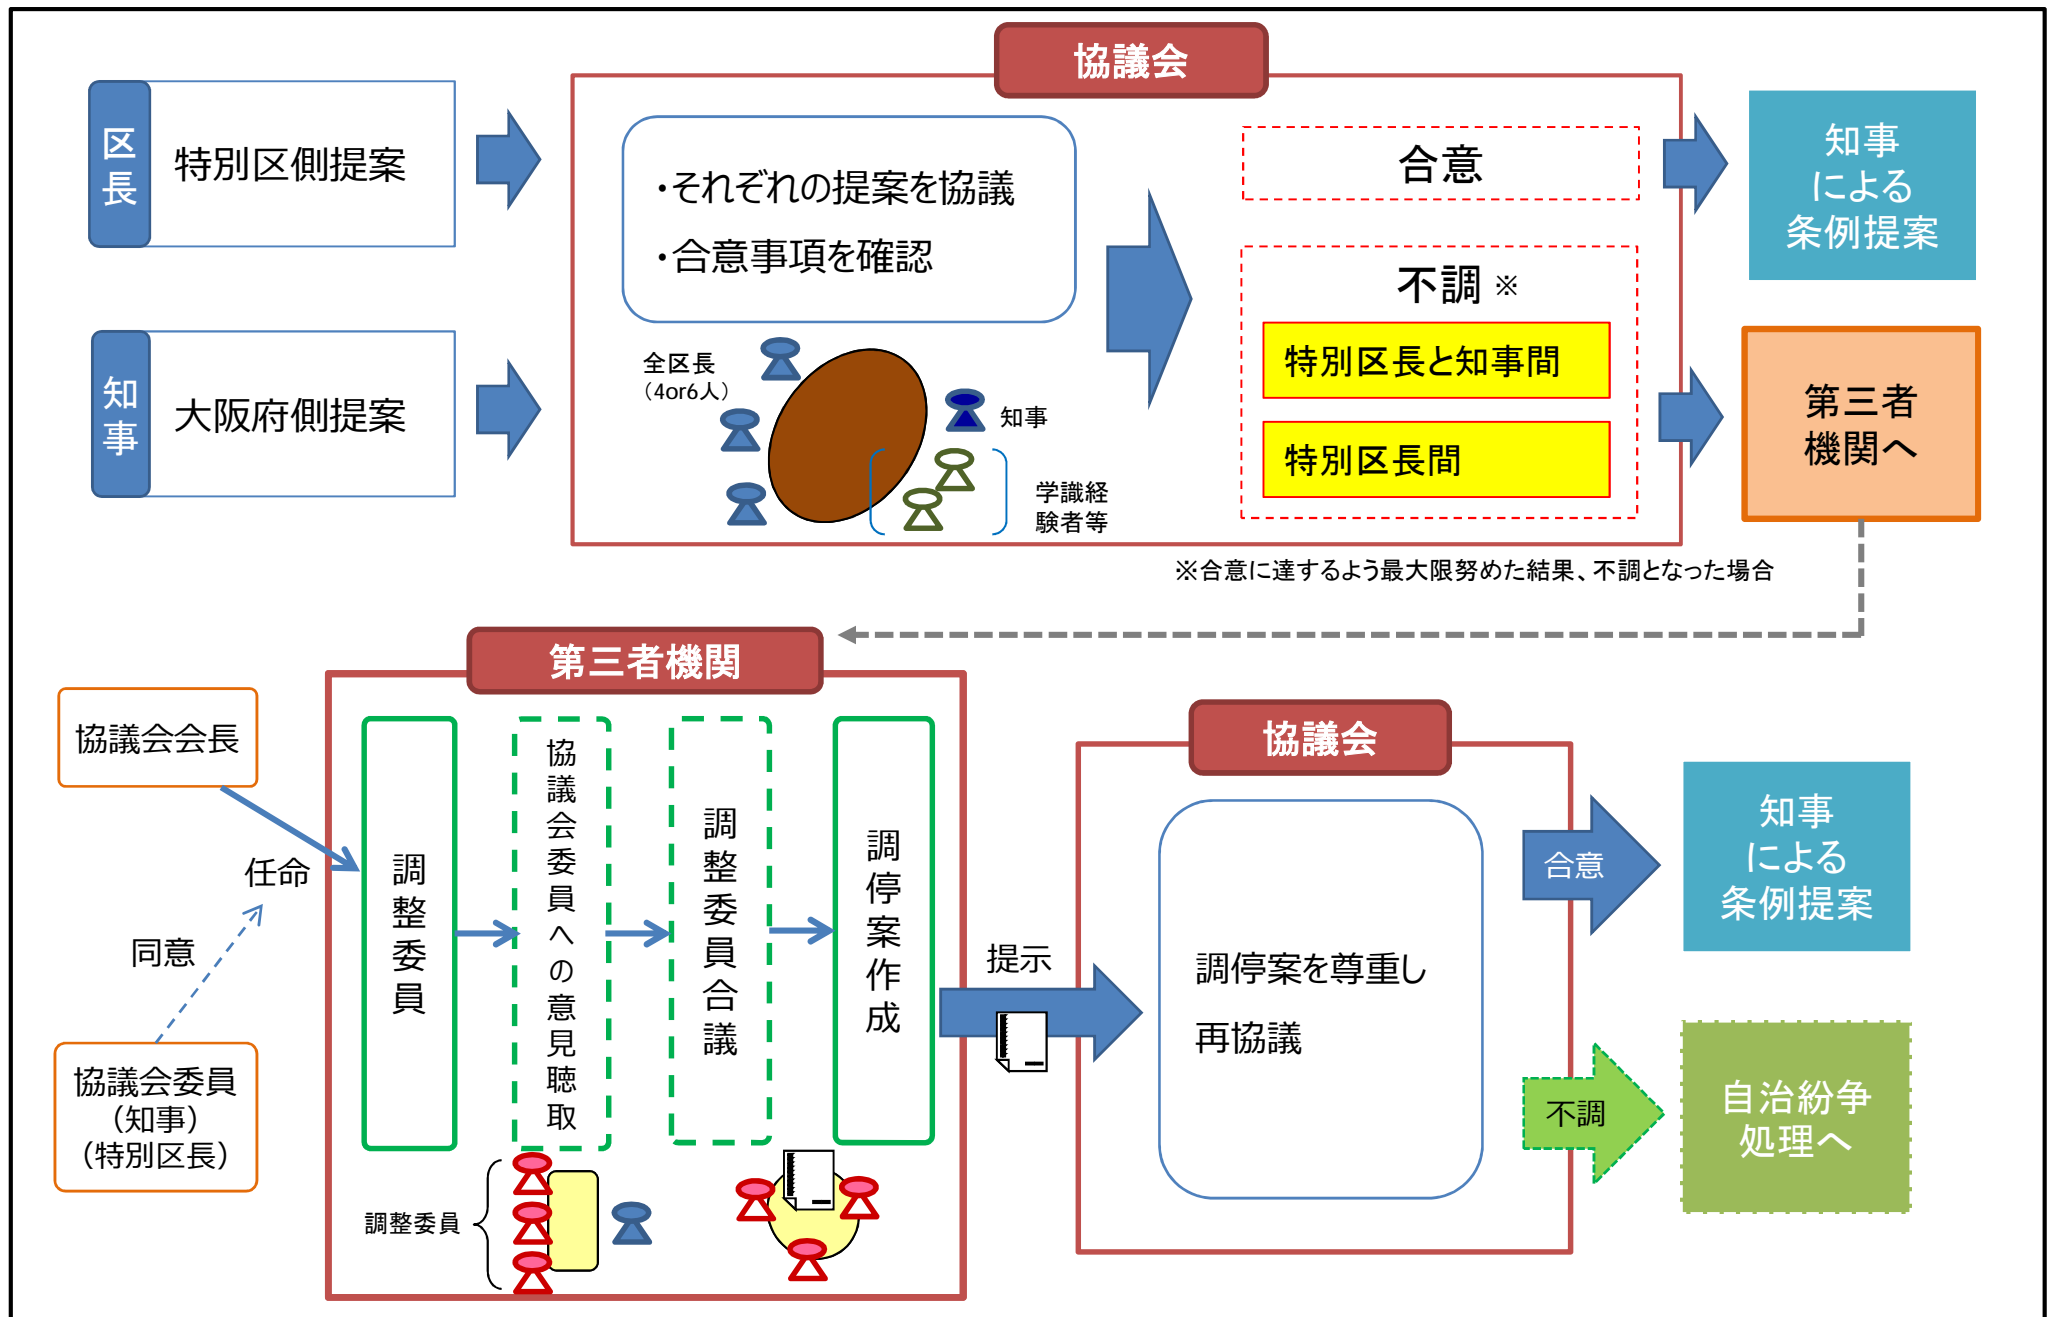 協議会
区長
特別区側提案
知事
大阪府側提案
・それぞれの提案を協議
・合意事項を確認
全区長
（4or6人）
知事
学識経
験者等
合意
不調 ※
特別区長と知事間
特別区長間
知事
による
条例提案
第三者
機関へ
※合意に達するよう最大限努めた結果、不調となった場合
第三者機関
協議会会長
任命
同意
協議会委員
（知事）
（特別区長）
調整委員
協議会委員への意見聴取
調整委員合議
調停案作成
調整委員
提示
協議会
調停案を尊重し
再協議
合意
不調
知事
による
条例提案
自治紛争
処理へ